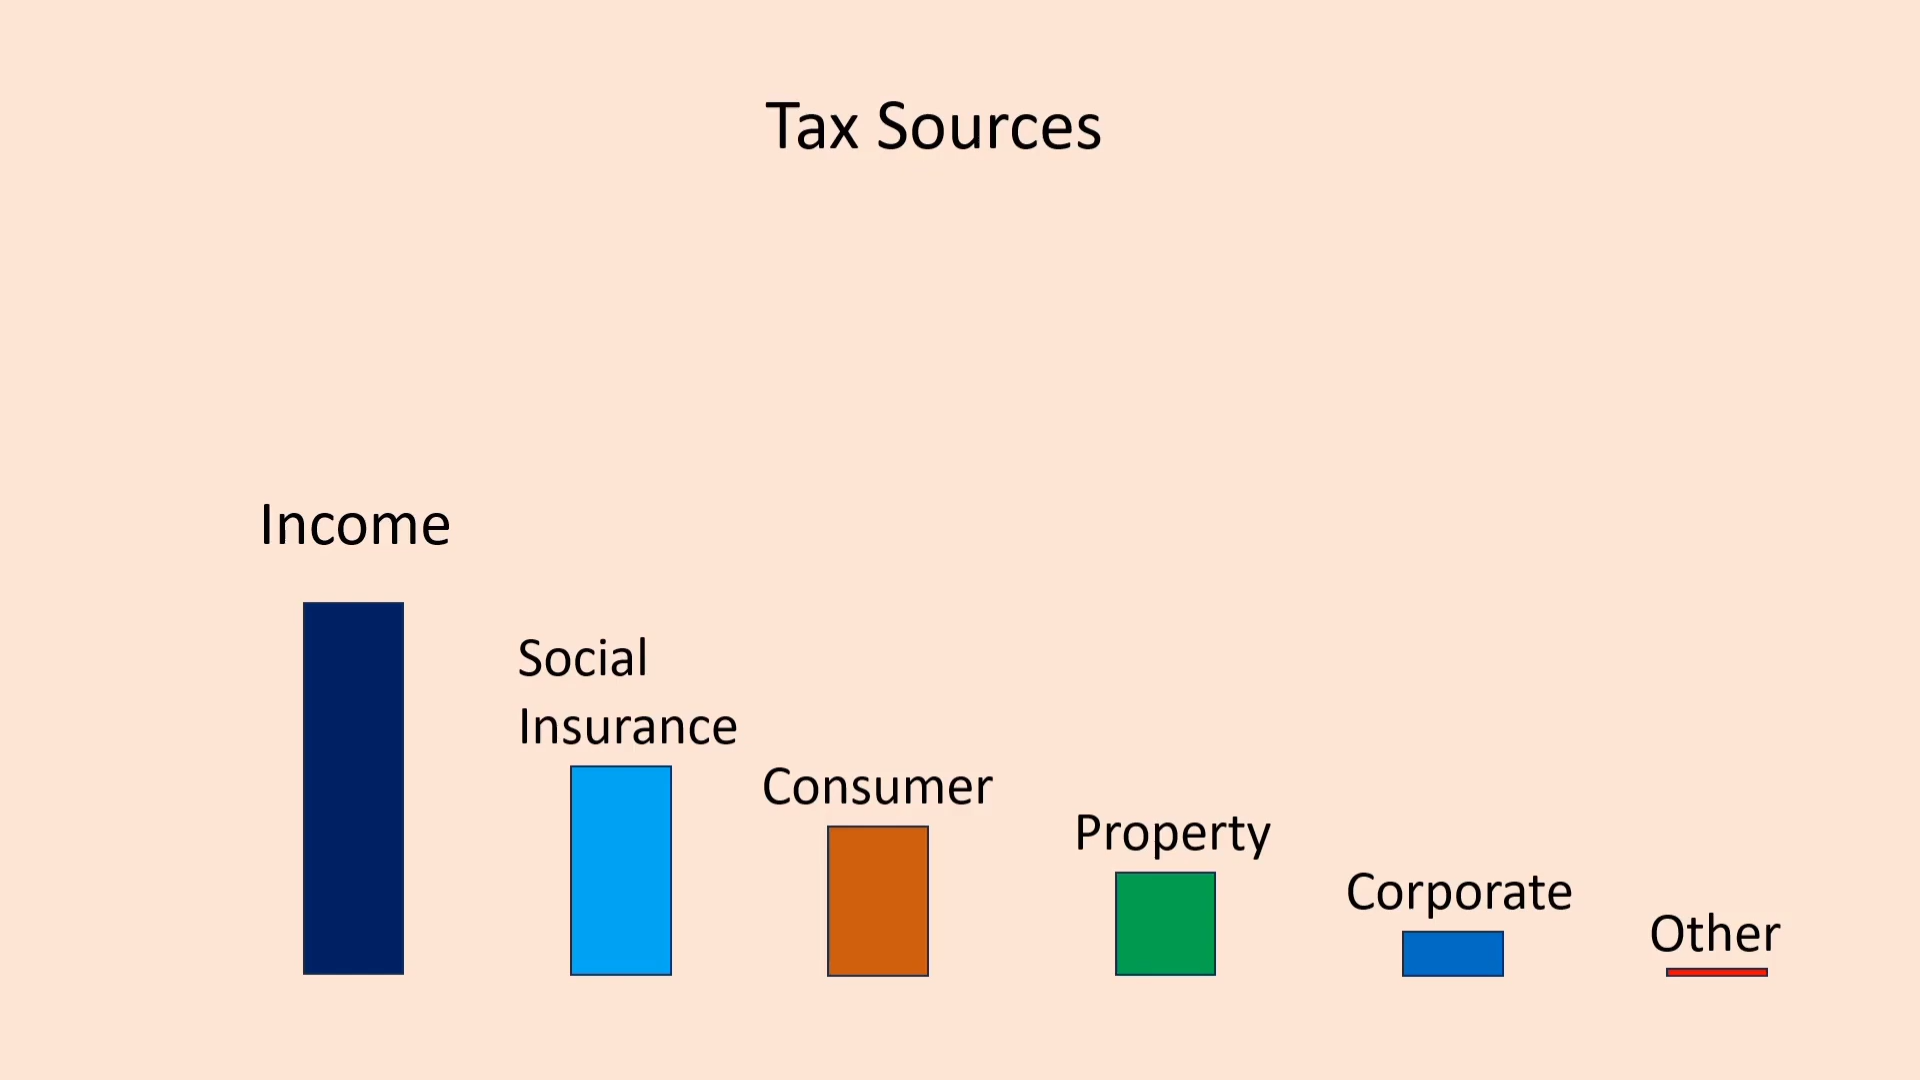 Tax Sources
Income
Social
Insurance
Consumer
Property
Corporate
Other